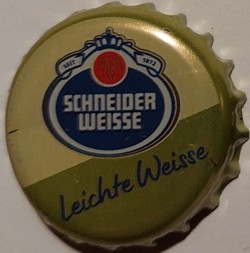 SEIT 1872
SCHNEIDER
WEISSE
Leichte Weisse